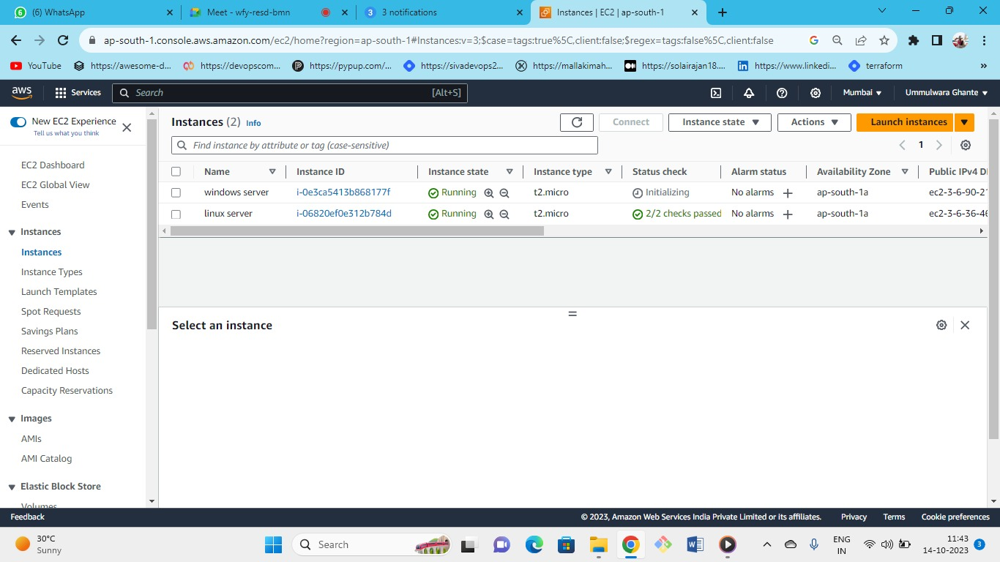 (6) WhatsApp
Meet - wfy-resd-bmn
3 3 notifications
Instances | EC2 | ap-south-1
ap-south-1.console.aws.amazon.com/ec2/home?region=ap-south-1#Instances:v=3;$case=tags:true%5C,client:false;$regex=tags:false%5C,client:false
YouTube https://awesome-d... https://devopscom... https://pypup.com/... https://sivadevops2... https://mallakimah... https://solairajan18.... https://www.linkedi... terraform »
aws Services Search [Alt+S] Mumbai Ummulwara Ghante
New EC2 Experience
Tell us what you think
EC2 Dashboard
EC2 Global View
Events
Instances
Instances
Instance Types
Launch Templates
Spot Requests
Savings Plans
Reserved Instances
Dedicated Hosts
Capacity Reservations
Images
AMIs
AMI Catalog
Elastic Block Store
Volumes
Instances (2) Info Connect Instance state Actions Launch instances
Find instance by attribute or tag (case-sensitive) 1
Name Instance ID Instance state Instance type Status check Alarm status Availability Zone Public IPv4 D
windows server i-0e3ca5413b868177f Running t2.micro Initializing No alarms ap-south-1a ec2-3-6-90-2
linux server i-06820ef0e312b784d Running t2.micro 2/2 checks passed No alarms ap-south-1a ec2-3-6-36-46
Select an instance
Feedback © 2023, Amazon Web Services India Private Limited or its affiliates. Privacy Terms Cookie preferences
30°C
Sunny
Search
ENG
IN
11:43
14-10-2023
3